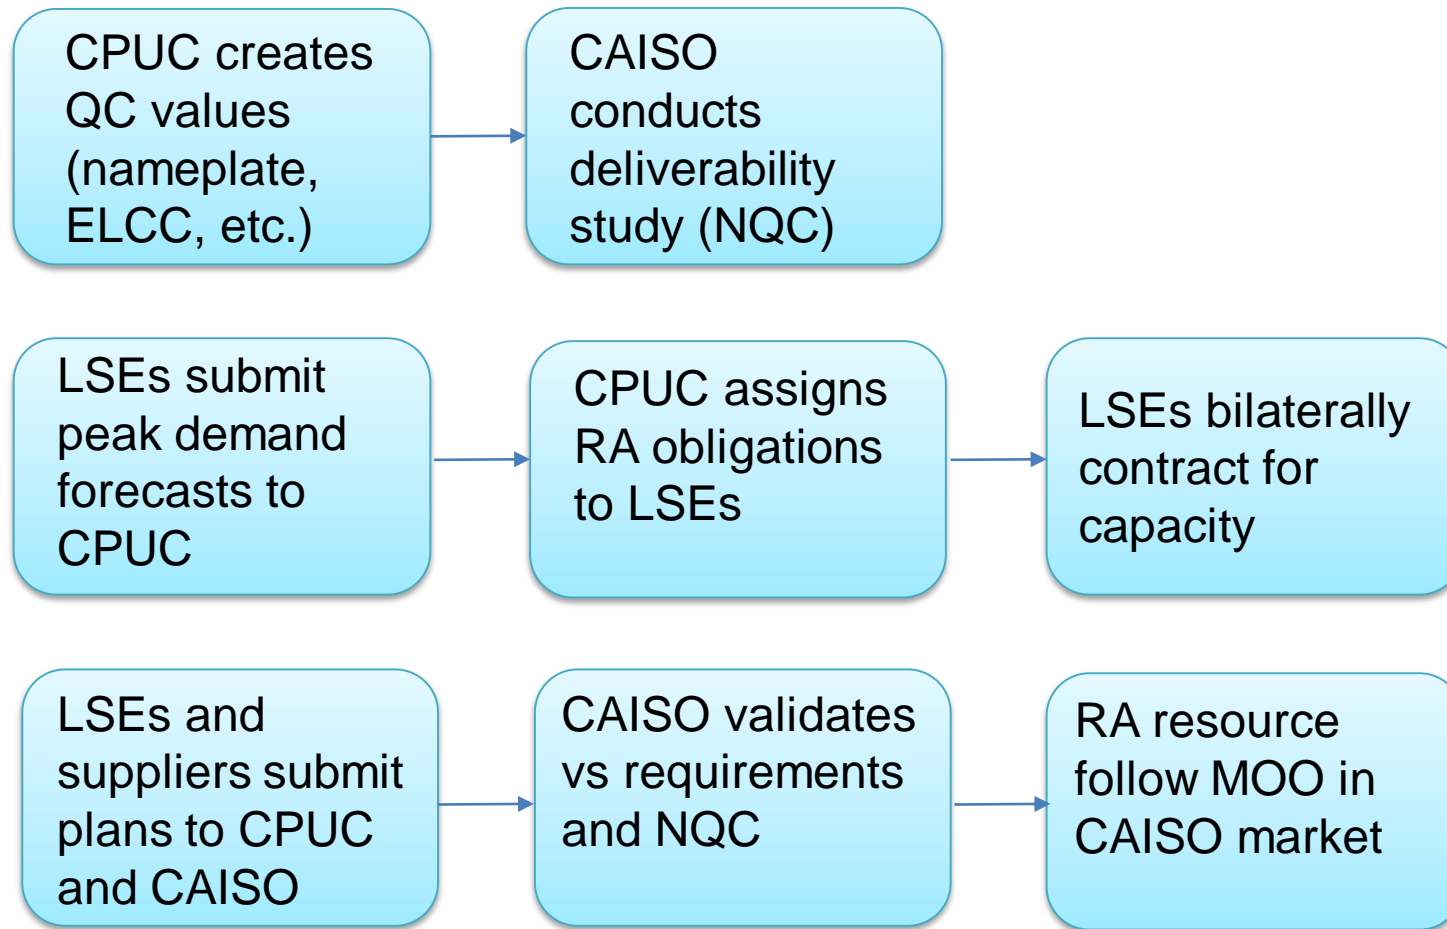 CPUC creates
QC values
(nameplate,
ELCC, etc.)
CAISO
conducts
deliverability
study (NQC)
LSEs submit
peak demand
forecasts to
CPUC
CPUC assigns
RA obligations
to LSEs
LSEs bilaterally
contract for
capacity
LSEs and
suppliers submit
plans to CPUC
and CAISO
CAISO validates
vs requirements
and NQC
RA resource
follow MOO in
CAISO market